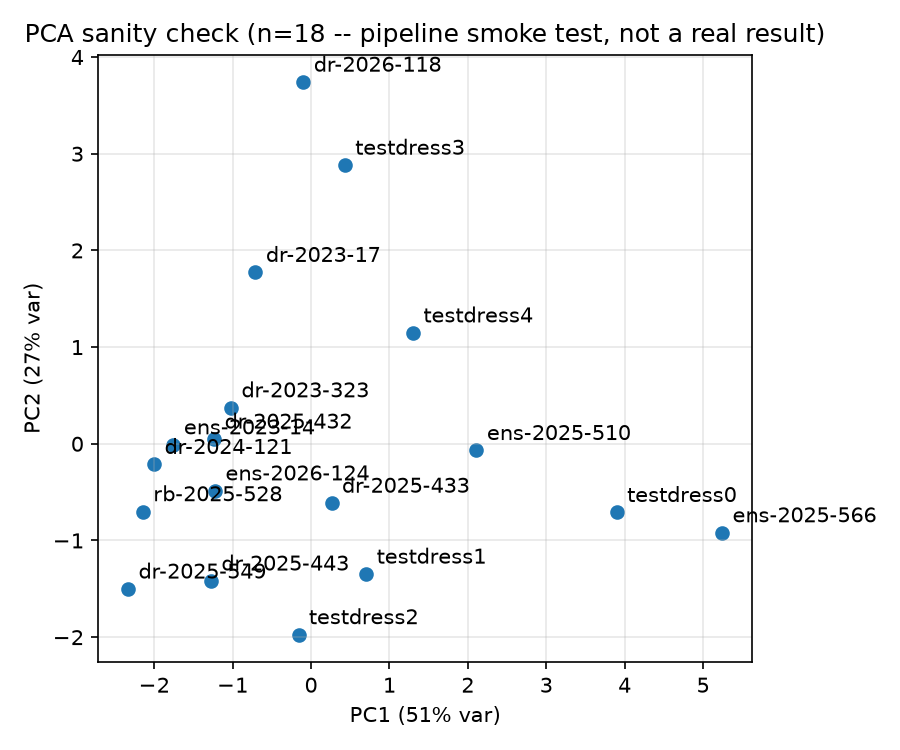 PCA sanity check (n=18 -- pipeline smoke test, not a real result)
4
dr-2026-118
testdress3
3
dr-2023-17
2
testdress4
1
dr-2023-323
dr-2025-432
ens-2023-14
ens-2025-510
0
dr-2024-121
ens-2026-124
dr-2025-433
rb-2025-528
testdress0
ens-2025-566
−1
testdress1
dr-2025-443
dr-2025-549
testdress2
−2
PC2 (27% var)
−2
−1
0
1
2
3
4
5
PC1 (51% var)